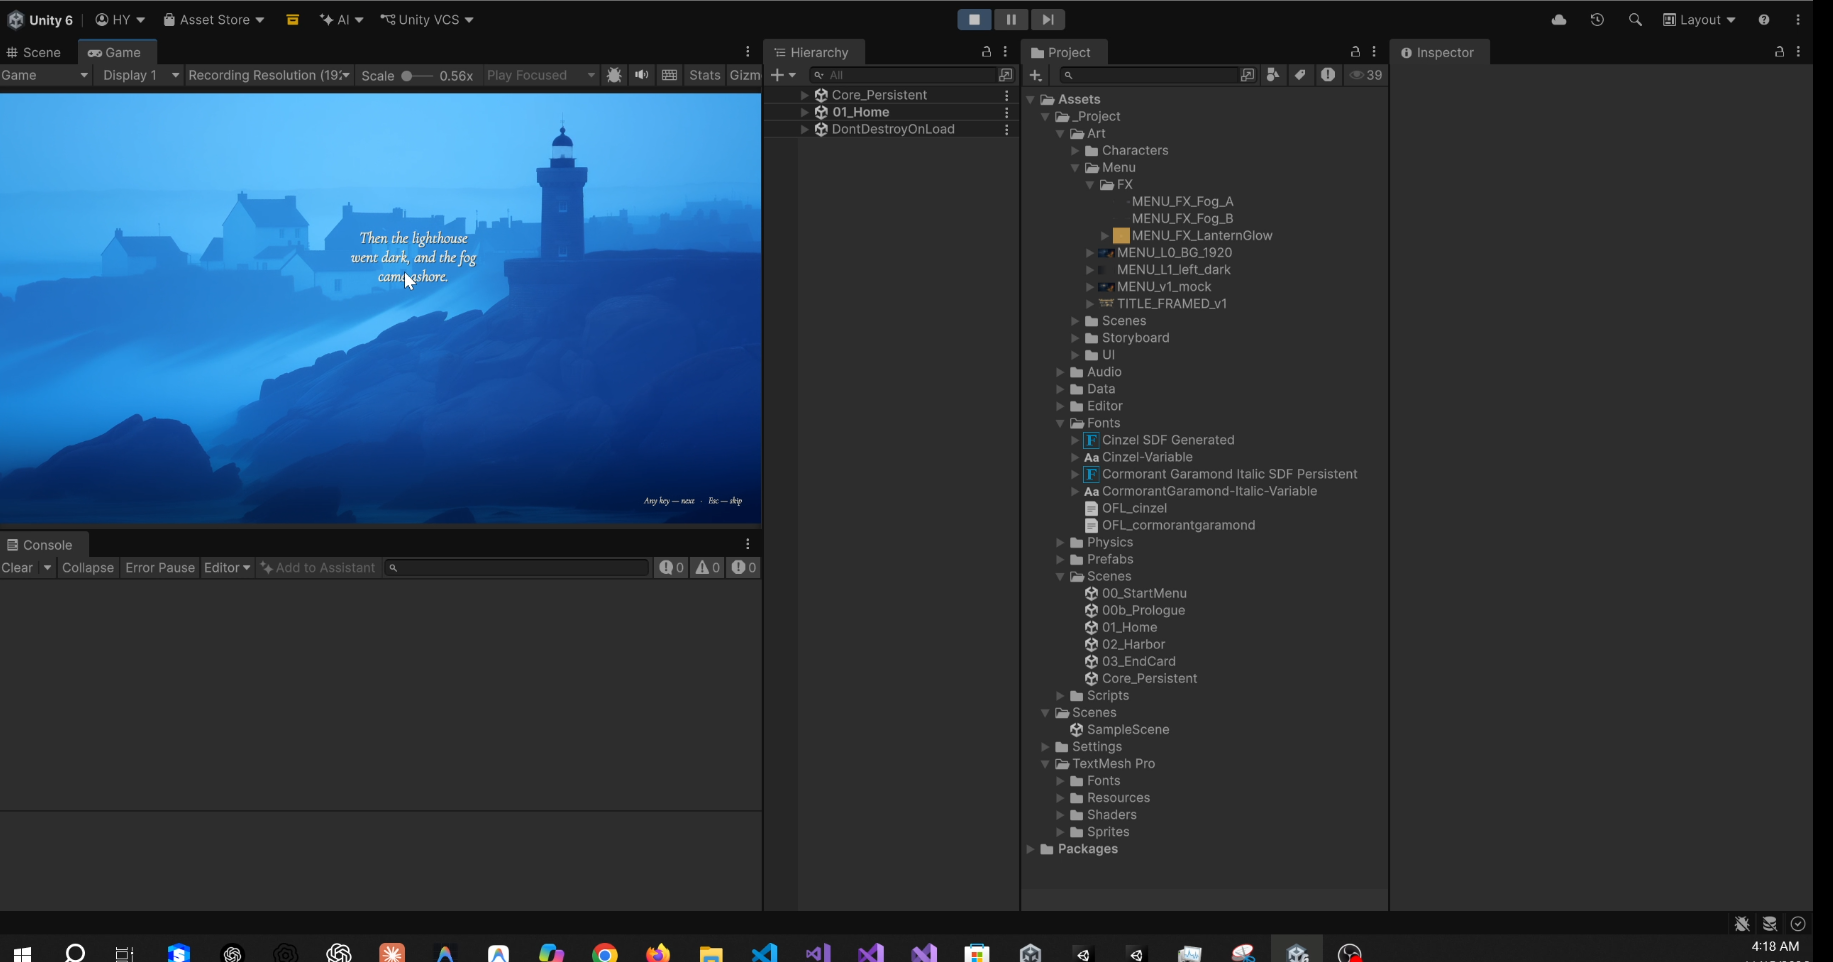 Unity 6
HY
Asset Store
AI
Unity VCS
Layout
Scene
Game
Hierarchy
Project
Inspector
Game
Display 1
Recording Resolution (192
Scale
0.56x
Play Focused
Stats
Gizm
All
39
Then the lighthouse
went dark, and the fog
came ashore.
Any key — next · Esc — skip
Core_Persistent
01_Home
DontDestroyOnLoad
Assets
_Project
Art
Characters
Menu
FX
MENU_FX_Fog_A
MENU_FX_Fog_B
MENU_FX_LanternGlow
MENU_L0_BG_1920
MENU_L1_left_dark
MENU_v1_mock
TITLE_FRAMED_v1
Scenes
Storyboard
UI
Audio
Data
Editor
Fonts
Cinzel SDF Generated
Aa Cinzel-Variable
Cormorant Garamond Italic SDF Persistent
Aa CormorantGaramond-Italic-Variable
OFL_cinzel
OFL_cormorantgaramond
Physics
Prefabs
Scenes
00_StartMenu
00b_Prologue
01_Home
02_Harbor
03_EndCard
Core_Persistent
Scripts
Scenes
SampleScene
Settings
TextMesh Pro
Fonts
Resources
Shaders
Sprites
Packages
Console
Clear
Collapse
Error Pause
Editor
Add to Assistant
0
0
0
4:18 AM